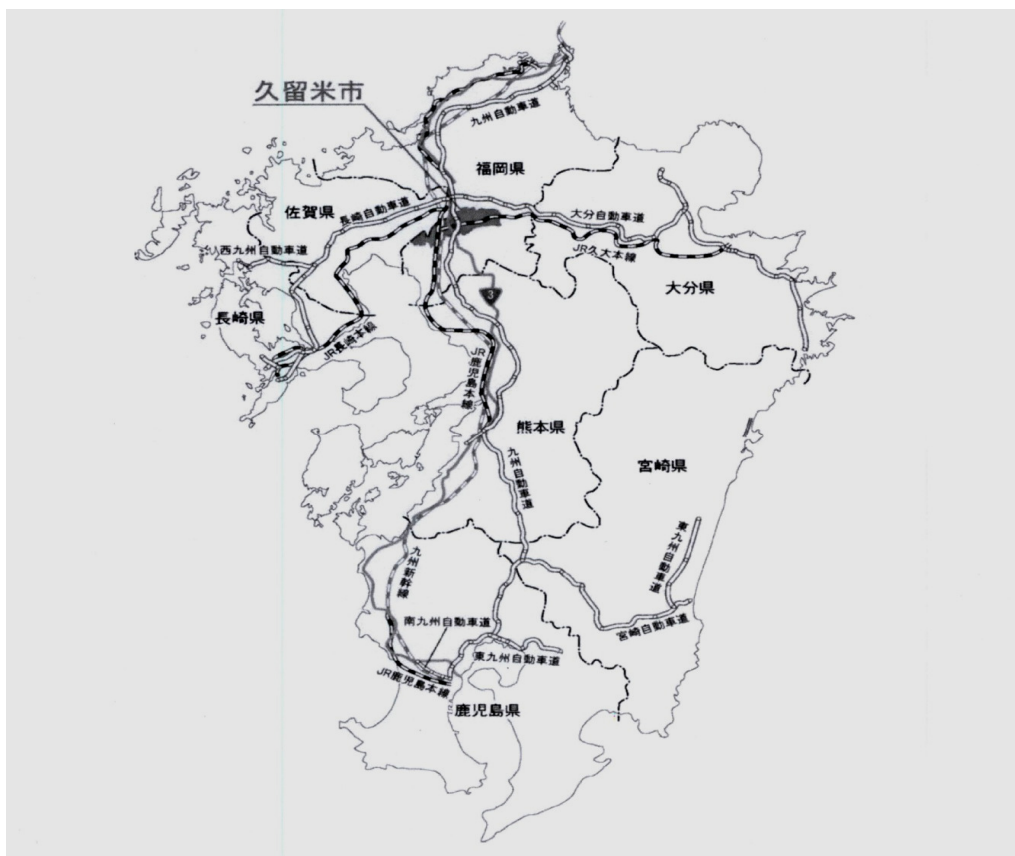 久留米市
九州自動車道
福岡県
佐賀県
長崎自動車道
大分自動車道
西九州自動車道
JR久大本線
大分県
3
長崎県
JR長崎本線
JR鹿児島本線
熊本県
九州自動車道
宮崎県
東九州自動車道
九州新幹線
南九州自動車道
宮崎自動車道
東九州自動車道
JR鹿児島本線
鹿児島県